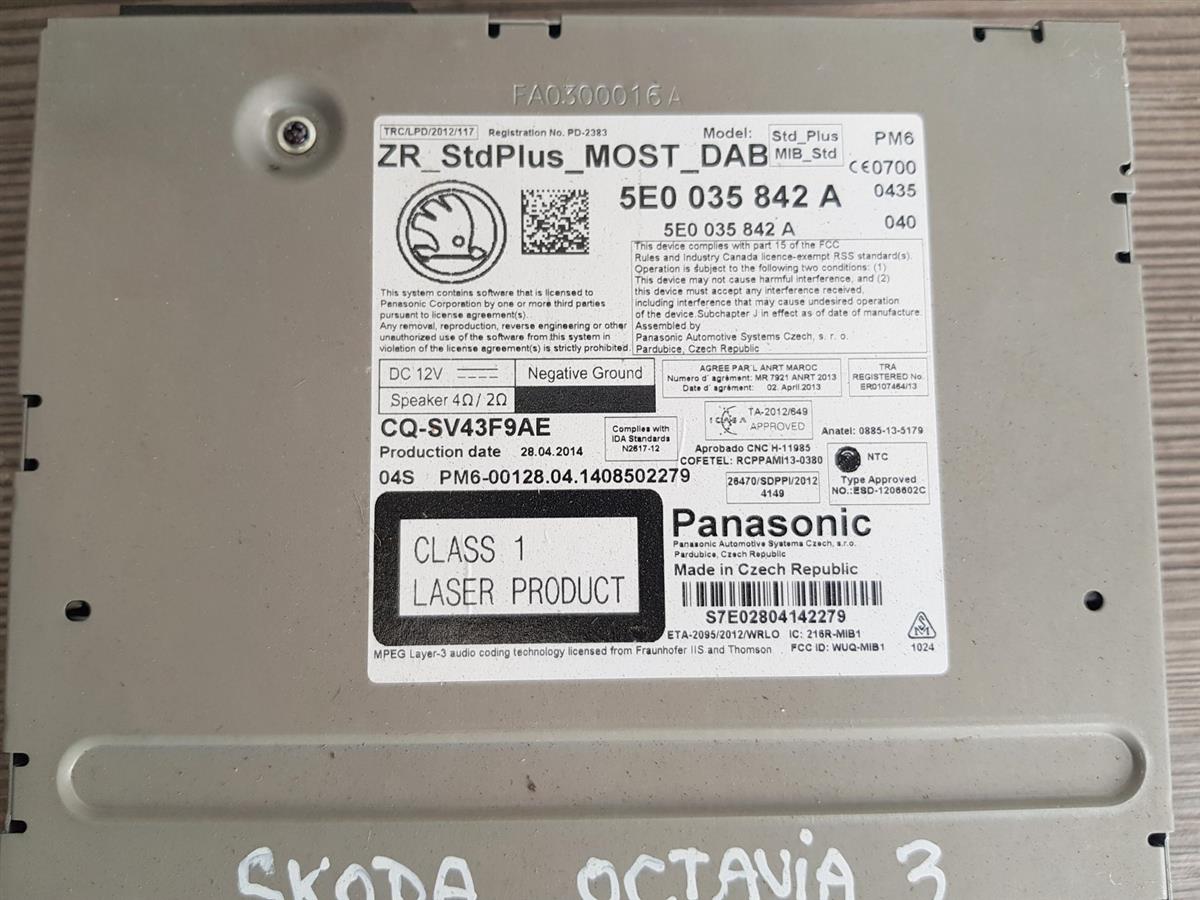 FA0300016A
TRC/LPD/2012/117 Registration No. PD-2383
Model: Std_Plus MIB_Std PM6
ZR_StdPlus_MOST_DAB
CE0700
5E0 035 842 A 0435
5E0 035 842 A 040
This system contains software that is licensed to
Panasonic Corporation by one or more third parties
pursuant to license agreement(s).
Any removal, reproduction, reverse engineering or other
unauthorized use of the software from this system in
violation of the license agreement(s) is strictly prohibited.
This device complies with part 15 of the FCC
Rules and Industry Canada licence-exempt RSS standard(s).
Operation is subject to the following two conditions: (1)
This device may not cause harmful interference, and (2)
this device must accept any interference received,
including interference that may cause undesired operation
of the device.Subchapter J in effect as of date of manufacture.
Assembled by
Panasonic Automotive Systems Czech, s. r. o.
Pardubice, Czech Republic
DC 12V Negative Ground
Speaker 4Ω/ 2Ω
AGREE PAR'L ANRT MAROC
Numero d' agrément: MR 7921 ANRT 2013
Date d' agrément: 02. April.2013
TRA
REGISTERED No.
ER0107464/13
CQ-SV43F9AE
Complies with
IDA Standards
N2617-12
ICASA TA-2012/649
APPROVED
Anatel: 0885-13-5179
Production date 28.04.2014
Aprobado CNC H-11985
COFETEL: RCPPAMI13-0380
NTC
Type Approved
NO.:ESD-1206602C
04S PM6-00128.04.1408502279
26470/SDPPI/2012
4149
CLASS 1
LASER PRODUCT
Panasonic
Panasonic Automotive Systems Czech, s.r.o.
Pardubice, Czech Republic
Made in Czech Republic
S7E02804142279
ETA-2095/2012/WRLO IC: 216R-MIB1
MPEG Layer-3 audio coding technology licensed from Fraunhofer IIS and Thomson FCC ID: WUQ-MIB1
1024
SKODA OCTAViA 3